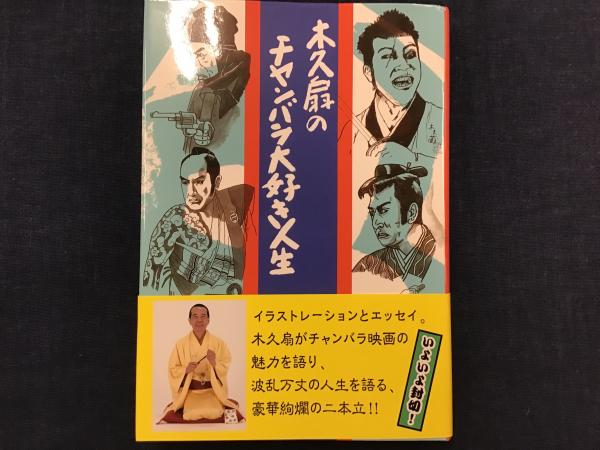 木久扇の
チャンバラ大好き人生
イラストレーションとエッセイ。
木久扇がチャンバラ映画の
魅力を語り、
波乱万丈の人生を語る、
豪華絢爛の二本立!!
いよいよ封切!